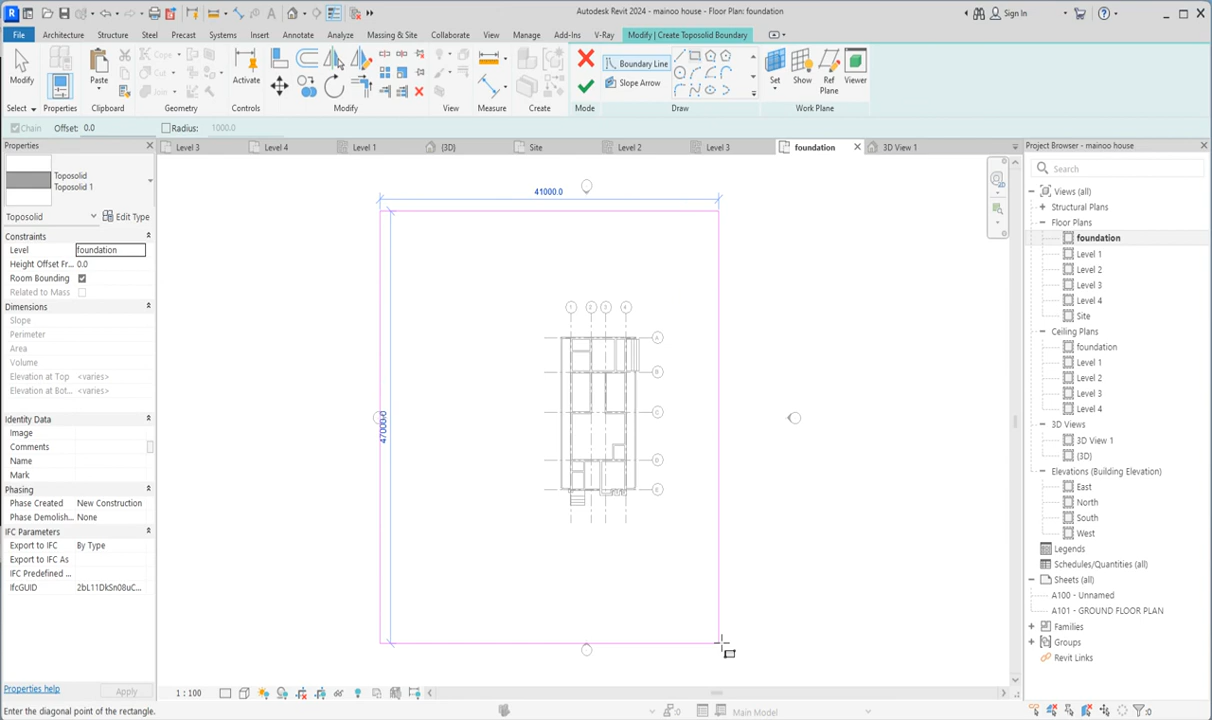 Autodesk Revit 2024 - mainoo house - Floor Plan: foundation
Sign In
File Architecture Structure Steel Precast Systems Insert Annotate Analyze Massing & Site Collaborate View Manage Add-Ins V-Ray Modify | Create Toposolid Boundary
Modify
Properties
Paste
Cut
Join
Activate
Boundary Line
Slope Arrow
Set
Show
Ref Plane
Viewer
Select Properties Clipboard Geometry Controls Modify View Measure Create Mode Draw Work Plane
Chain Offset: 0.0 Radius: 1000.0
Properties
Level 3 Level 4 Level 1 {3D} Site Level 2 Level 3 foundation 3D View 1
Toposolid
Toposolid 1
Toposolid Edit Type
Constraints
Level foundation
Height Offset Fr... 0.0
Room Bounding
Related to Mass
Dimensions
Slope
Perimeter
Area
Volume
Elevation at Top <varies>
Elevation at Bot... <varies>
Identity Data
Image
Comments
Name
Mark
Phasing
Phase Created New Construction
Phase Demolish... None
IFC Parameters
Export to IFC By Type
Export to IFC As
IFC Predefined ...
IfcGUID 2bL11DkSn08uC...
Properties help Apply
41000.0
47000.0
1 2 3 4
A
B
C
D
E
Project Browser - mainoo house
Search
Views (all)
Structural Plans
Floor Plans
foundation
Level 1
Level 2
Level 3
Level 4
Site
Ceiling Plans
foundation
Level 1
Level 2
Level 3
Level 4
3D Views
3D View 1
{3D}
Elevations (Building Elevation)
East
North
South
West
Legends
Schedules/Quantities (all)
Sheets (all)
A100 - Unnamed
A101 - GROUND FLOOR PLAN
Families
Groups
Revit Links
1 : 100
Enter the diagonal point of the rectangle.
:0
Main Model
:0